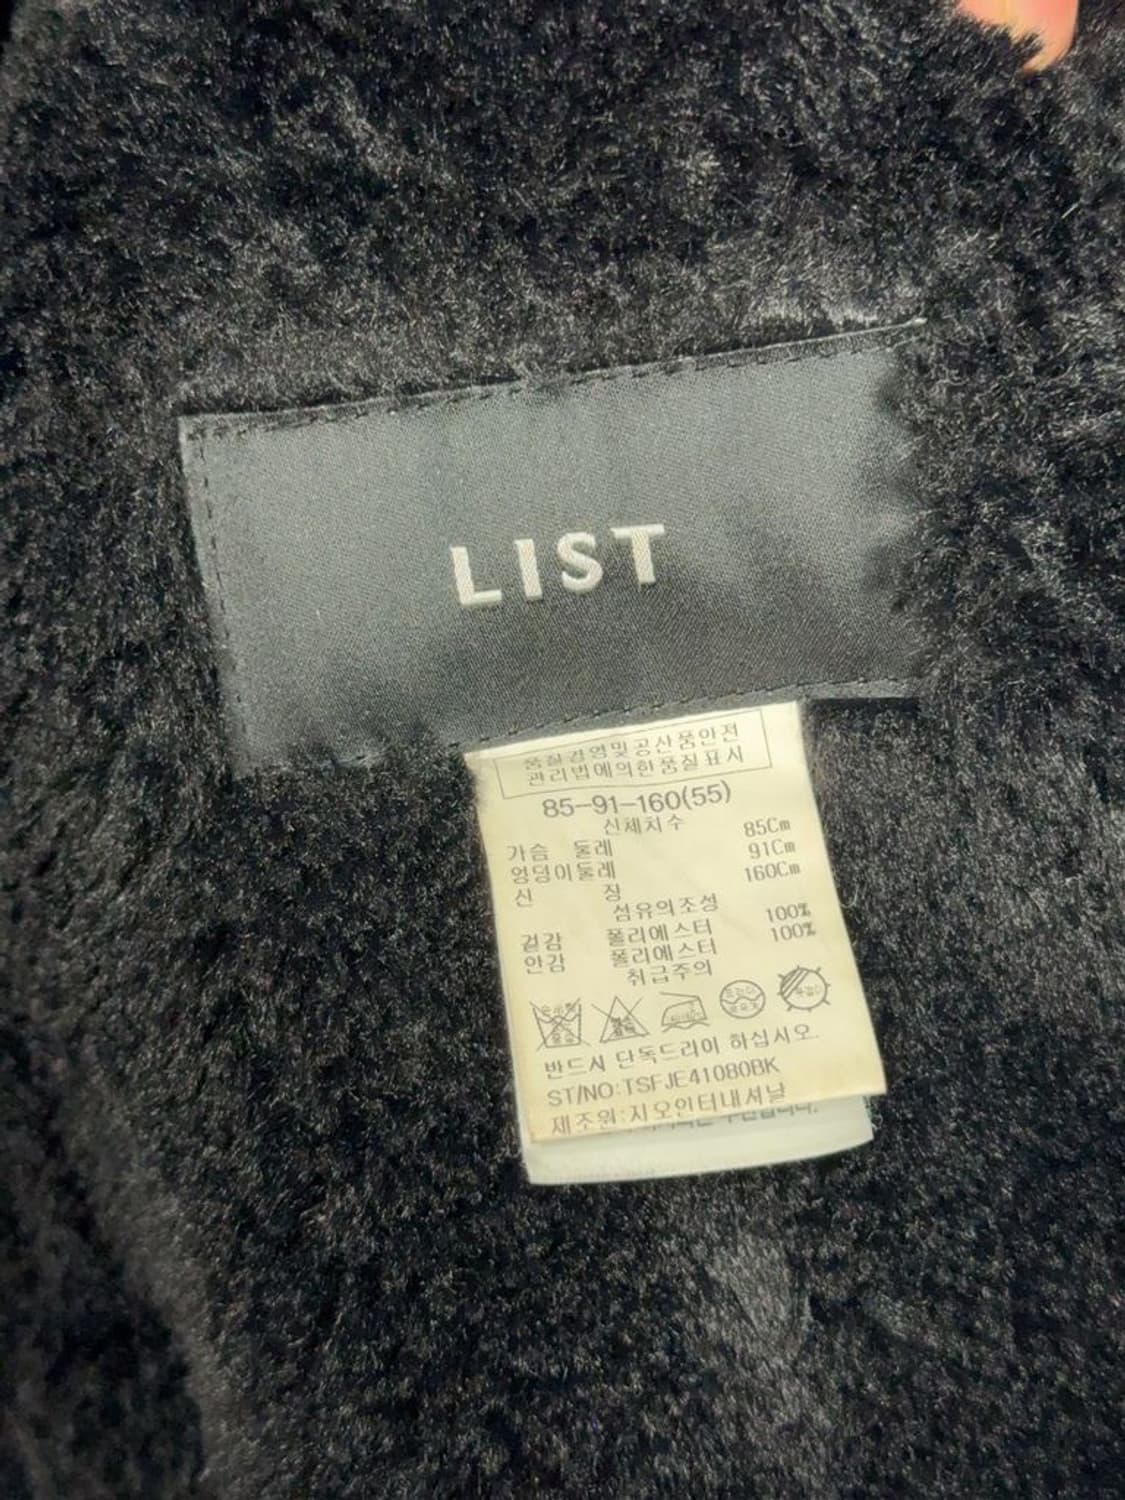 LIST
품질경영및공산품안전
관리법에의한품질표시
85-91-160(55)
신체치수
가슴 둘레 85Cm
엉덩이둘레 91Cm
신 장 160Cm
섬유의조성
겉감 폴리에스터 100%
안감 폴리에스터 100%
취급주의
반드시 단독드라이 하십시오.
ST/NO:TSFJE41080BK
제조원:지오인터내셔날